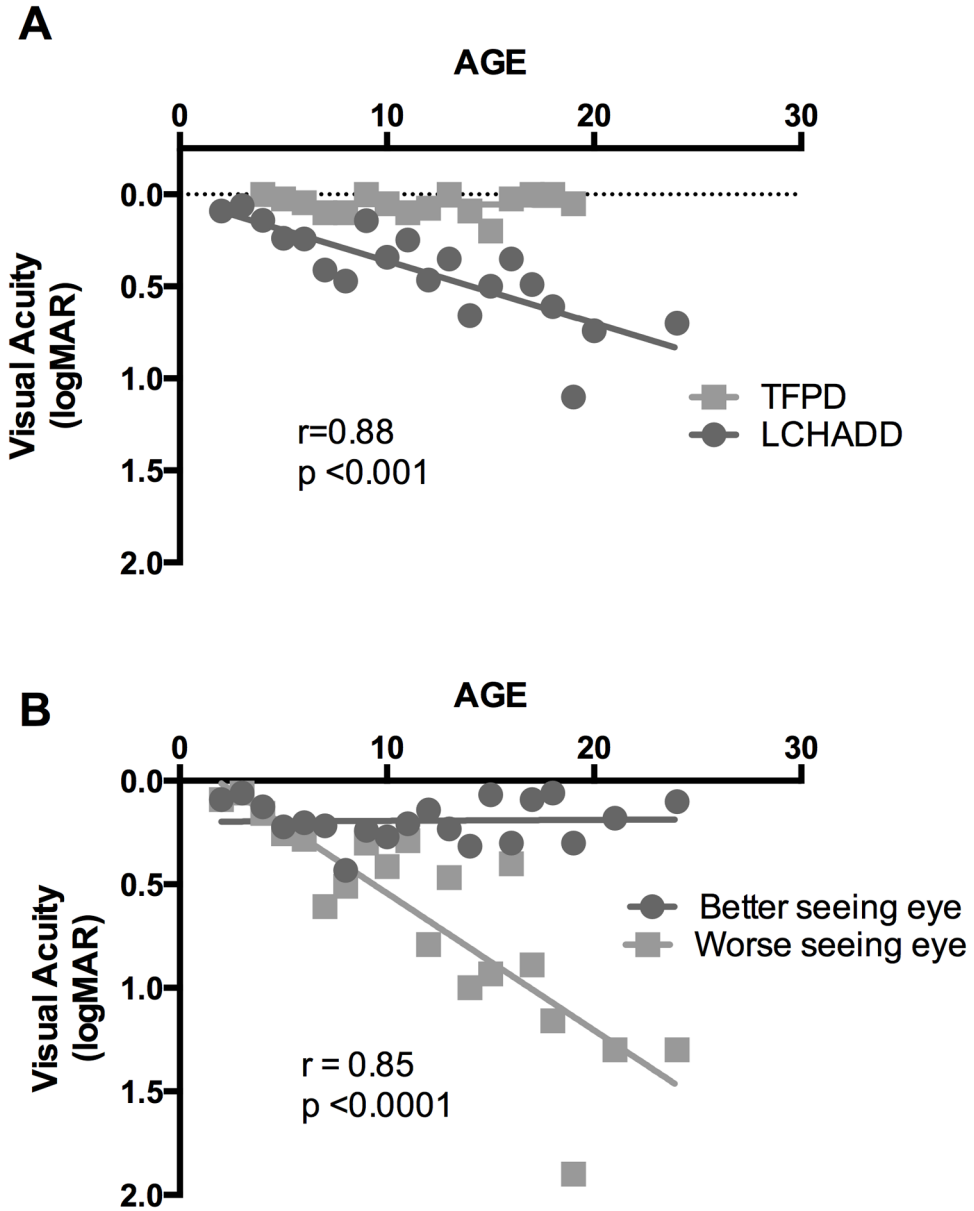 A
AGE
0 10 20 30
0.0
0.5
1.0
1.5
2.0
Visual Acuity
(logMAR)
TFPD
LCHADD
r=0.88
p <0.001
B
AGE
0 10 20 30
0.0
0.5
1.0
1.5
2.0
Visual Acuity
(logMAR)
Better seeing eye
Worse seeing eye
r = 0.85
p <0.0001